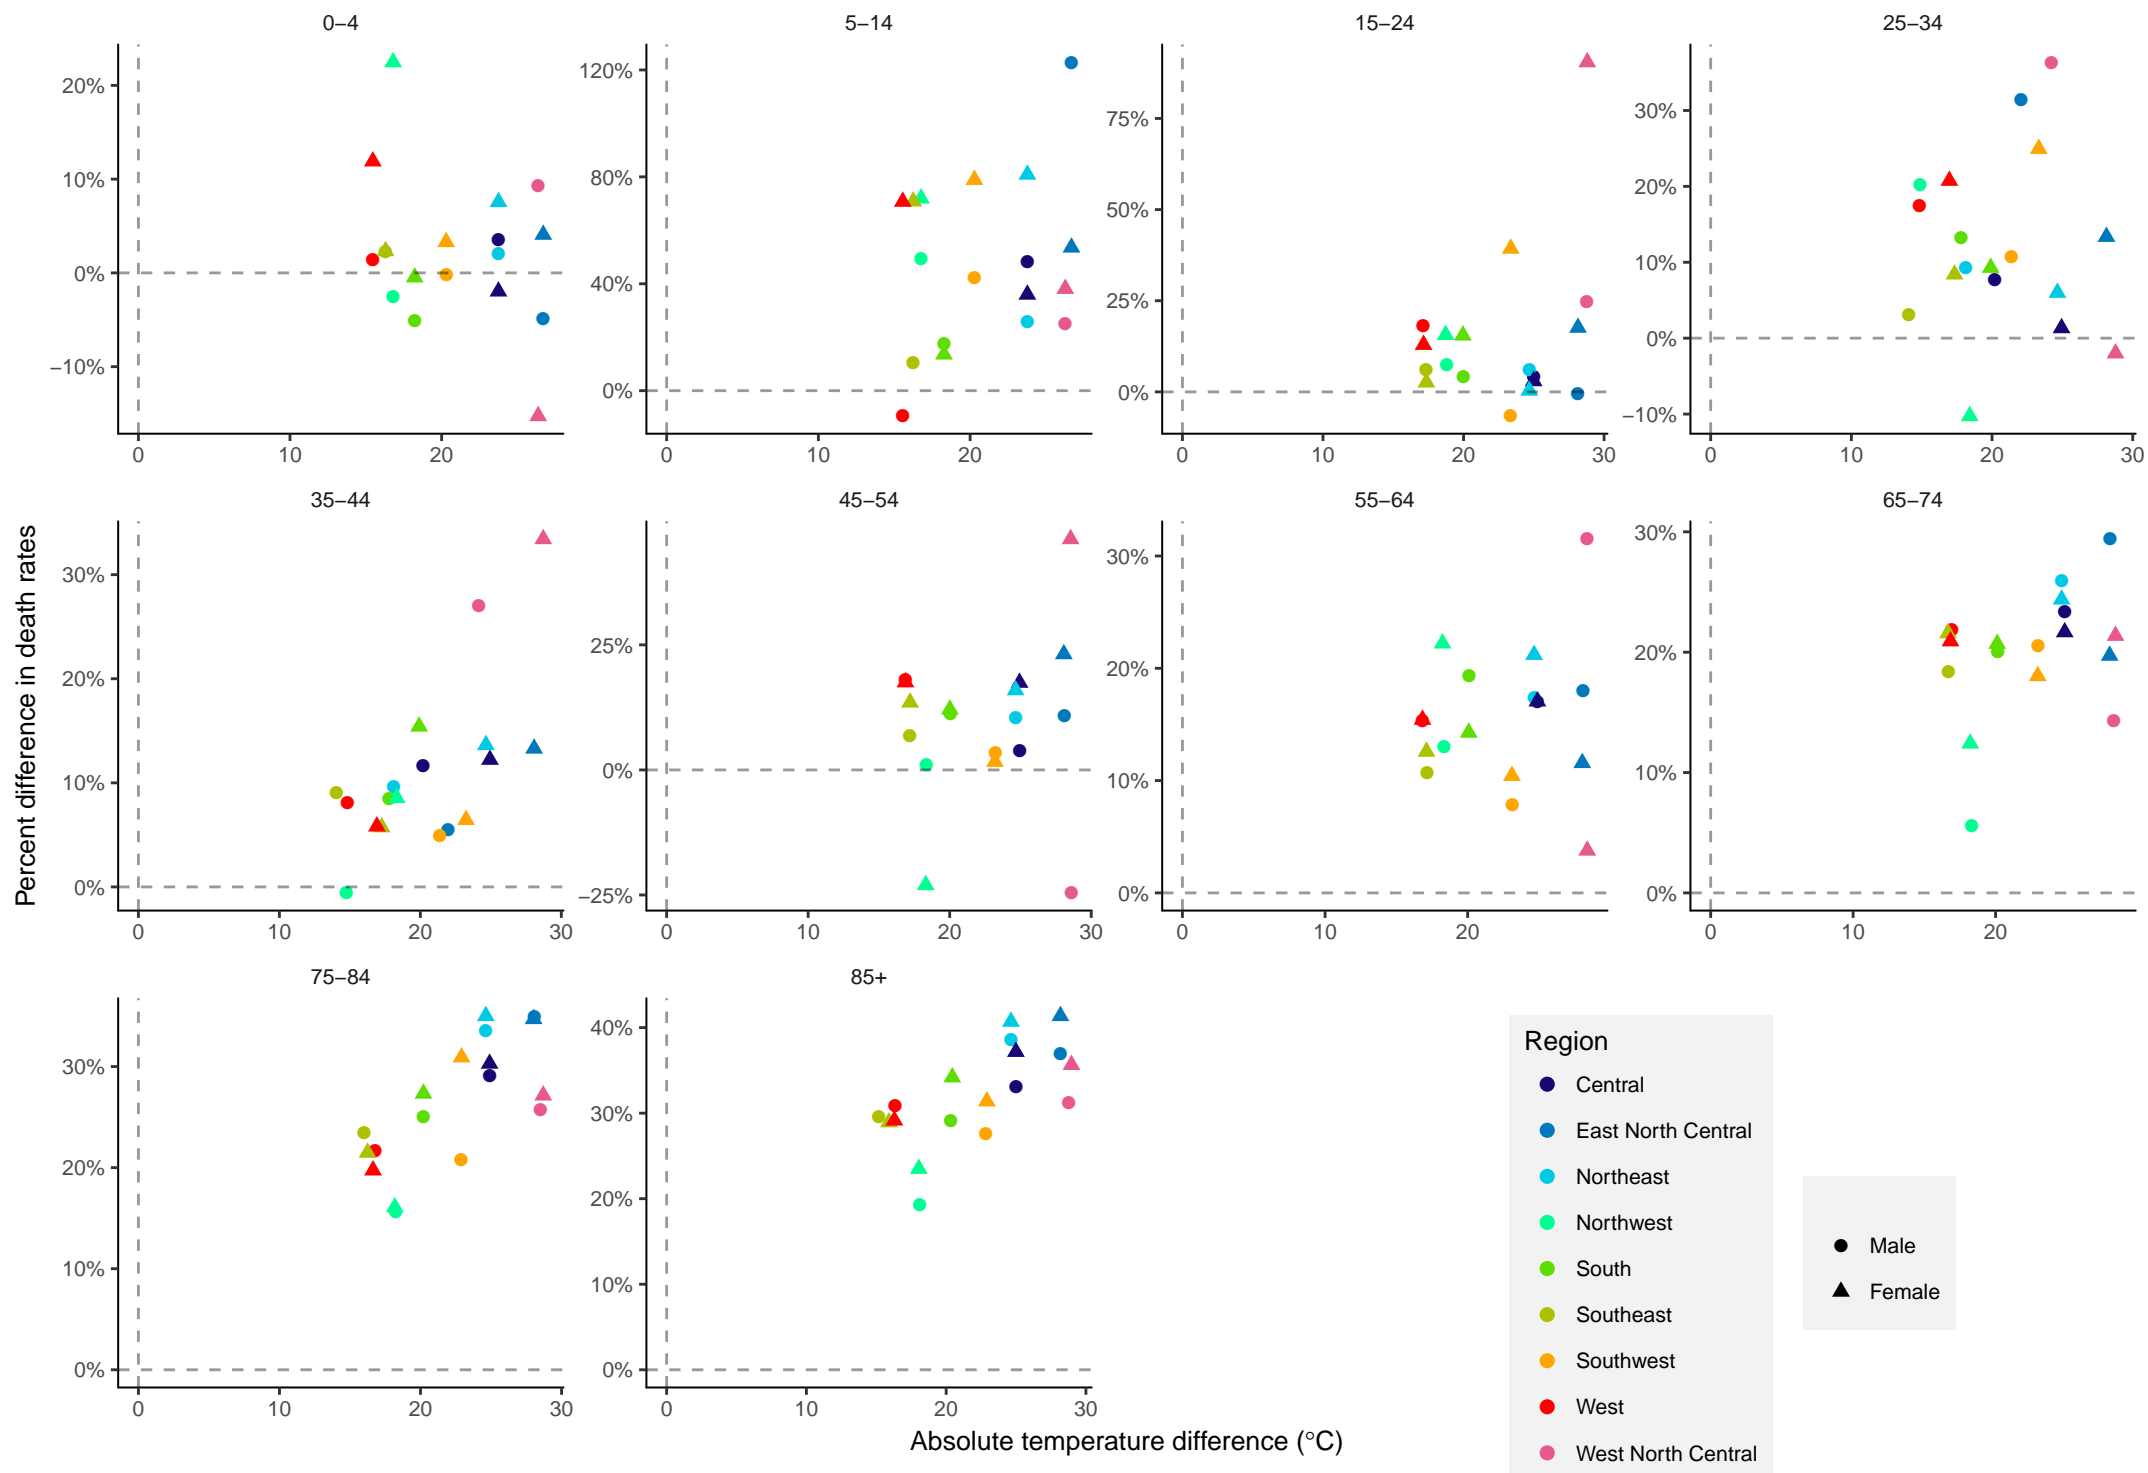 0−4 5−14 15−24 25−34
20% 10% 0% −10%
0 10 20
120% 80% 40% 0%
0 10 20
75% 50% 25% 0%
0 10 20 30
30% 20% 10% 0% −10%
0 10 20 30
Percent difference in death rates
35−44 45−54 55−64 65−74
30% 20% 10% 0%
0 10 20 30
25% 0% −25%
0 10 20 30
30% 20% 10% 0%
0 10 20
30% 20% 10% 0%
0 10 20
75−84 85+
30% 20% 10% 0%
0 10 20 30
40% 30% 20% 10% 0%
0 10 20 30
Absolute temperature difference (°C)
Region
Central
East North Central
Northeast
Northwest
South
Southeast
Southwest
West
West North Central
Male
Female